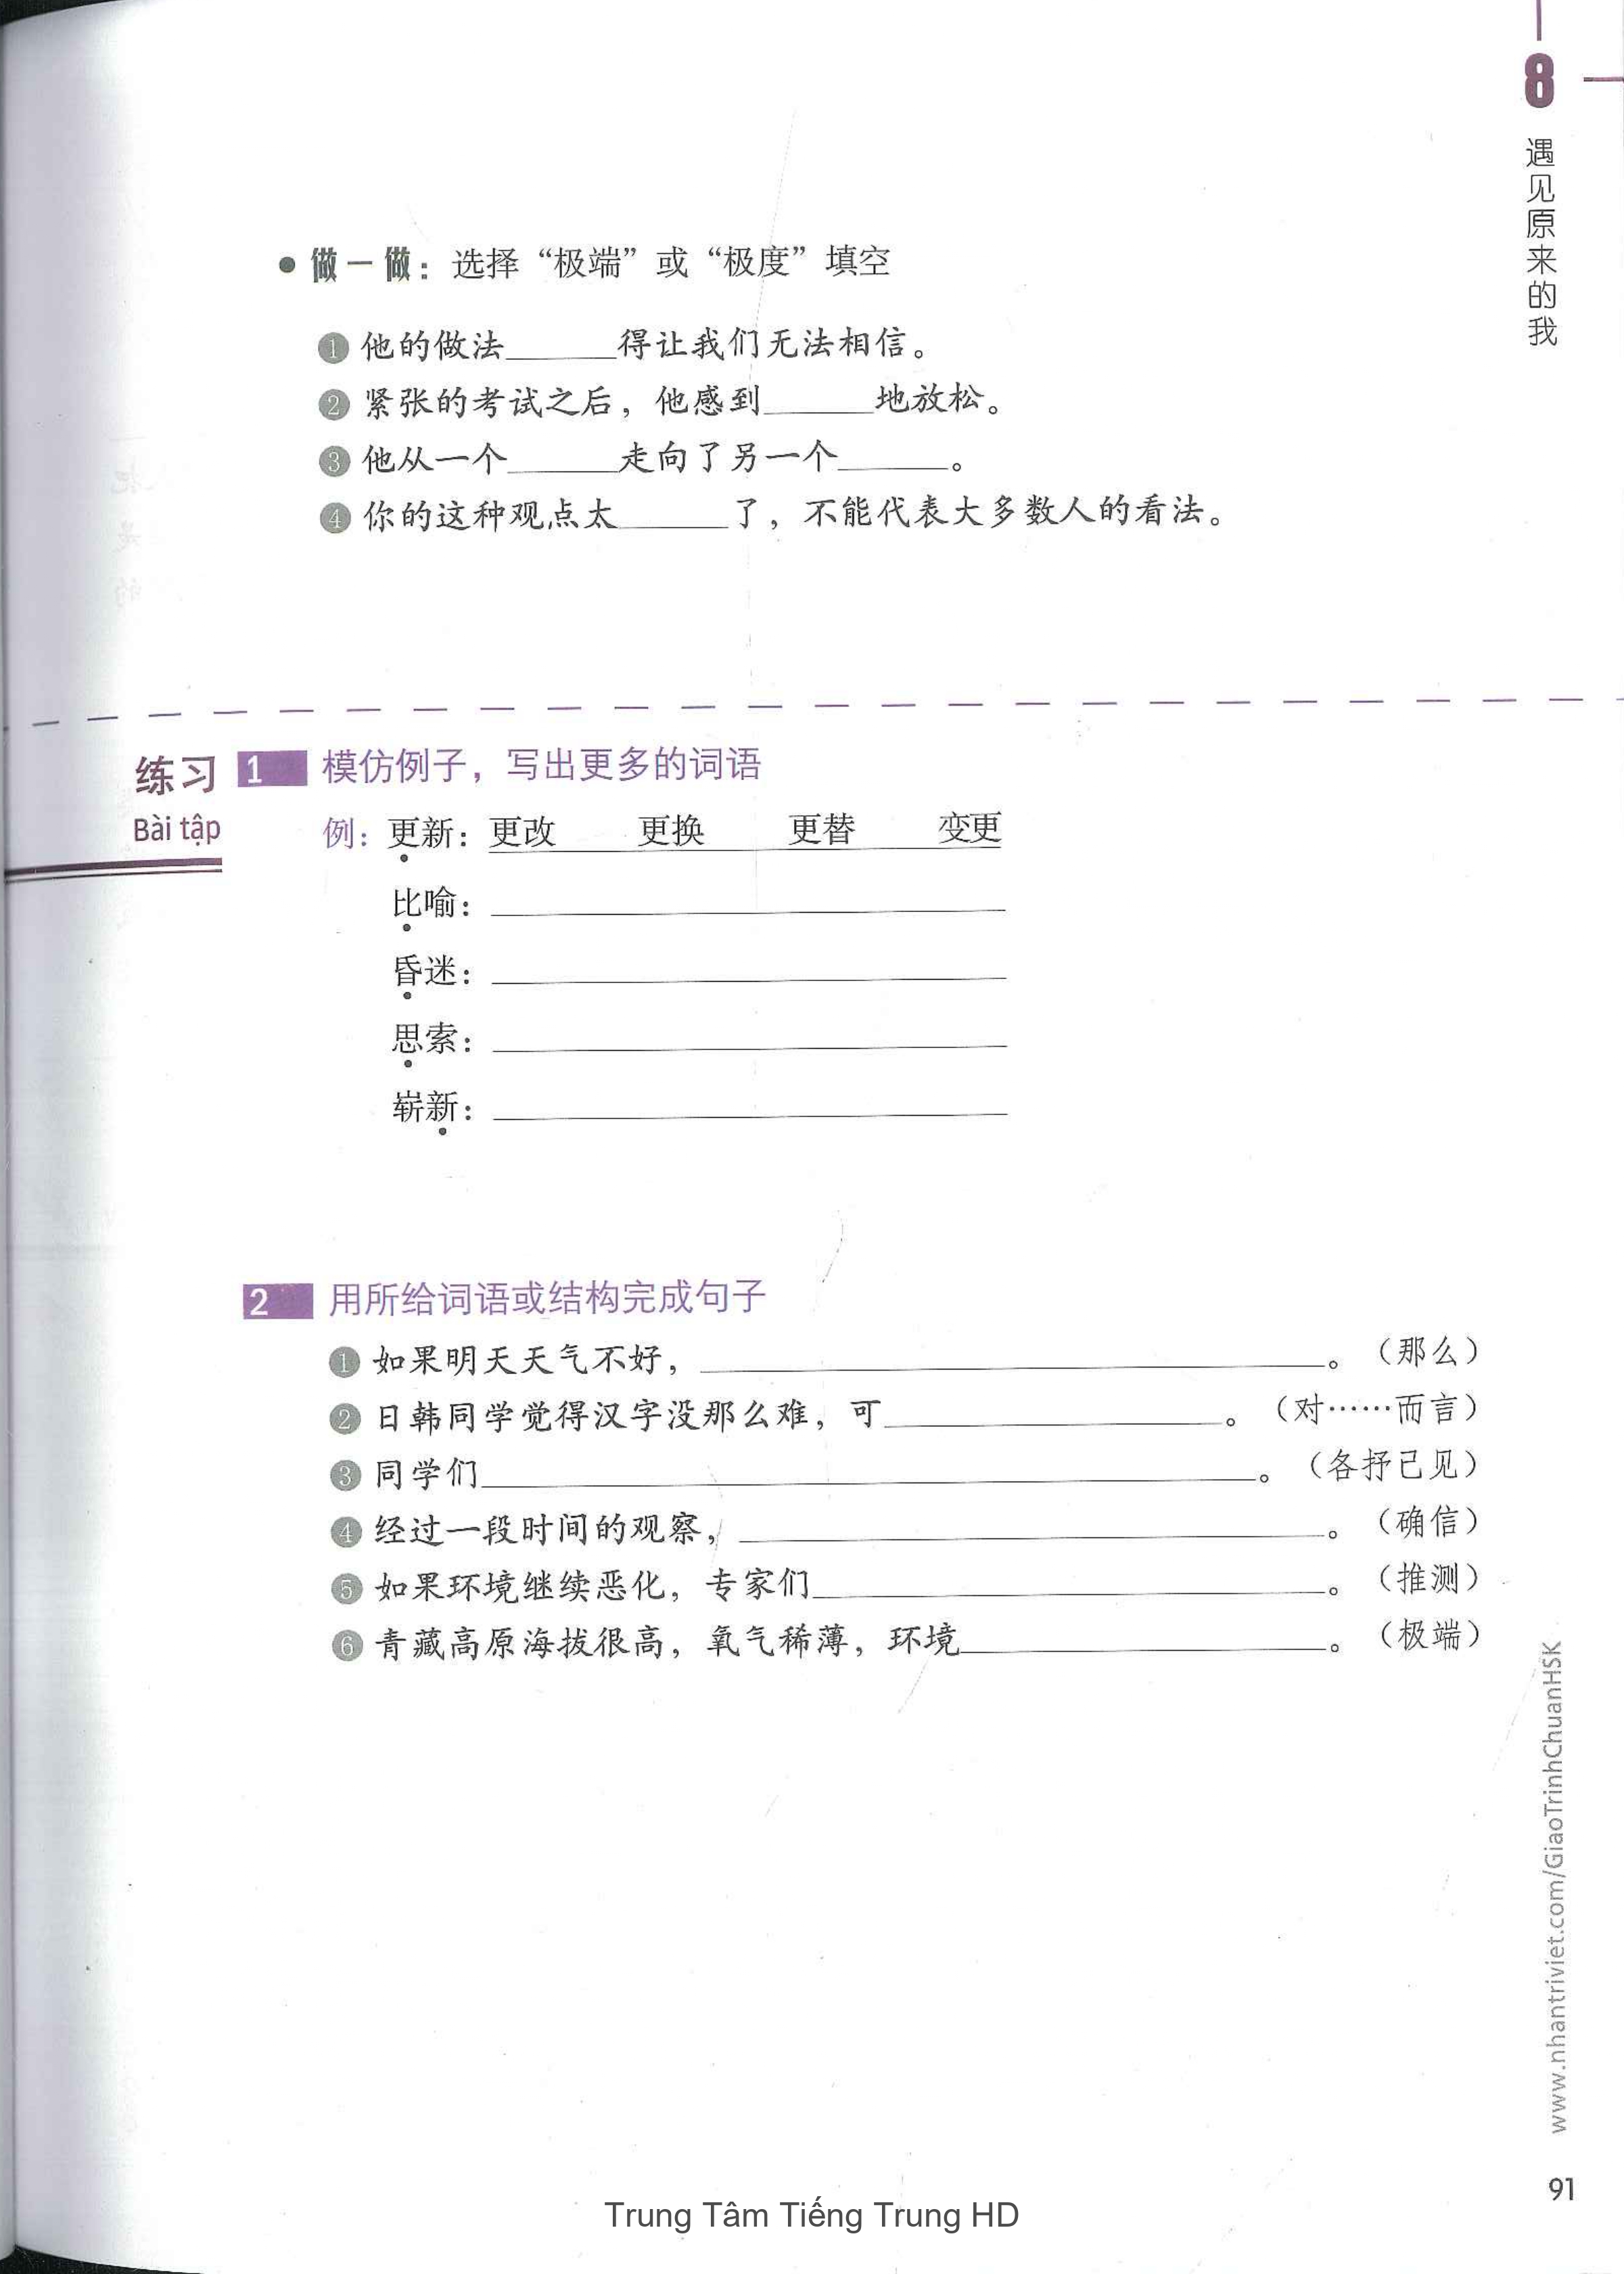 8
遇见原来的我
● 做一做：选择“极端”或“极度”填空
1 他的做法______得让我们无法相信。
2 紧张的考试之后，他感到______地放松。
3 他从一个______走向了另一个______。
4 你的这种观点太______了，不能代表大多数人的看法。
练习
Bài tập
1 模仿例子，写出更多的词语
例：更新：更改 更换 更替 变更
比喻：
昏迷：
思索：
崭新：
2 用所给词语或结构完成句子
1 如果明天天气不好，______。（那么）
2 日韩同学觉得汉字没那么难，可______。（对……而言）
3 同学们______。（各抒己见）
4 经过一段时间的观察，______。（确信）
5 如果环境继续恶化，专家们______。（推测）
6 青藏高原海拔很高，氧气稀薄，环境______。（极端）
www.nhantriviet.com/GiaoTrinhChuanHSK
91
Trung Tâm Tiếng Trung HD